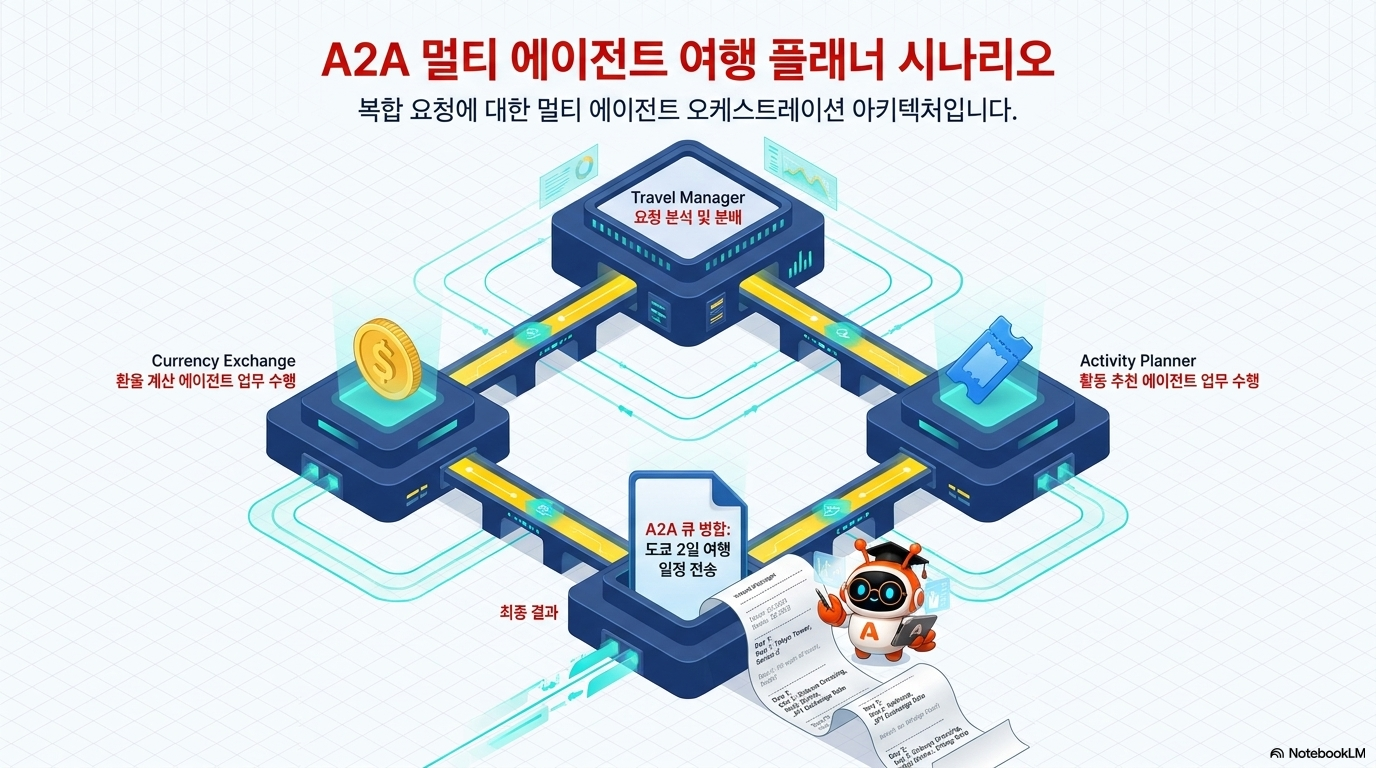 A2A 멀티 에이전트 여행 플래너 시나리오
복합 요청에 대한 멀티 에이전트 오케스트레이션 아키텍처입니다.
Travel Manager
요청 분석 및 분배
Currency Exchange
환율 계산 에이전트 업무 수행
Activity Planner
활동 추천 에이전트 업무 수행
A2A 큐 병합:
도쿄 2일 여행
일정 전송
최종 결과
A
Tokyo Tower,
NotebookLM